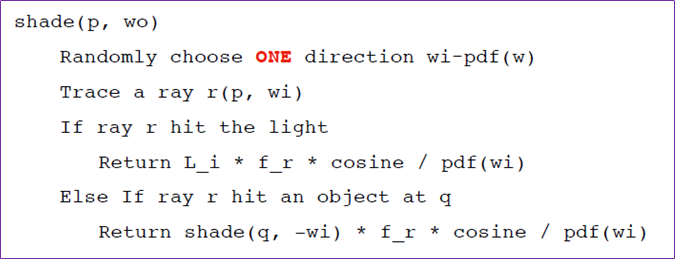 shade(p, wo)
Randomly choose ONE direction wi~pdf(w)
Trace a ray r(p, wi)
If ray r hit the light
Return L_i * f_r * cosine / pdf(wi)
Else If ray r hit an object at q
Return shade(q, -wi) * f_r * cosine / pdf(wi)